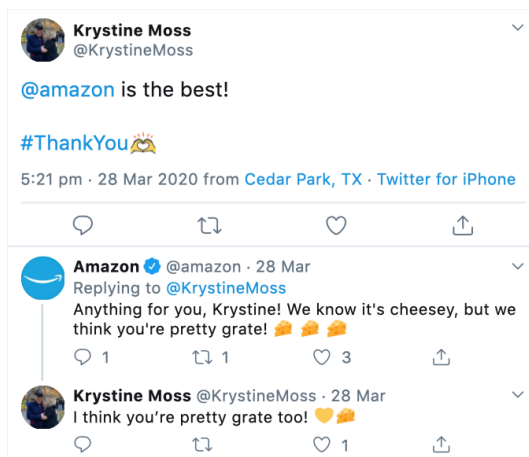 Krystine Moss
@KrystineMoss
@amazon is the best!
#ThankYou🫶
5:21 pm · 28 Mar 2020 from Cedar Park, TX · Twitter for iPhone
Amazon @amazon · 28 Mar
Replying to @KrystineMoss
Anything for you, Krystine! We know it's cheesey, but we
think you're pretty grate! 🧀 🧀 🧀
1 1 3
Krystine Moss @KrystineMoss · 28 Mar
I think you’re pretty grate too! 💛🧀
1